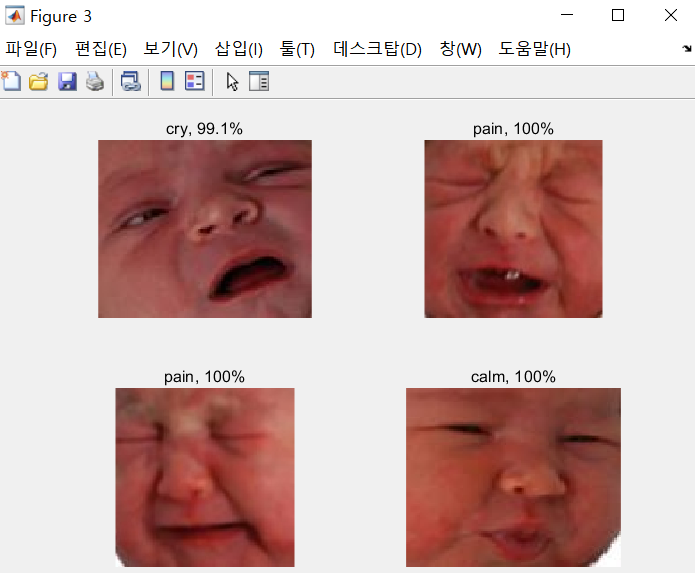 Figure 3
파일(F) 편집(E) 보기(V) 삽입(I) 툴(T) 데스크탑(D) 창(W) 도움말(H)
cry, 99.1% pain, 100%
pain, 100% calm, 100%